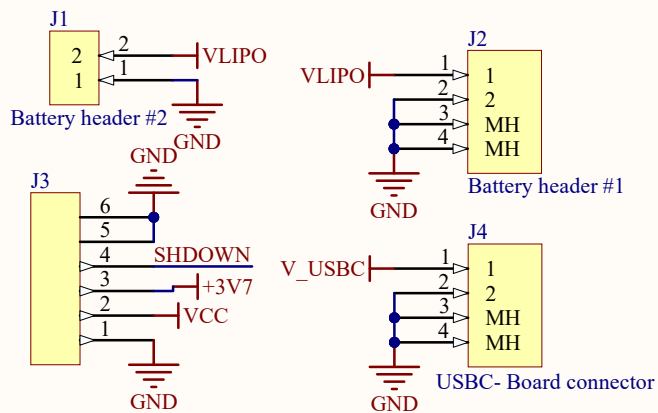 J1
2
2
VLIPO
1
1
Battery header #2
GND
J2
VLIPO
1
1
2
2
3
MH
4
MH
Battery header #1
GND
J3
GND
6
5
4
SHDOWN
3
+3V7
2
VCC
1
GND
J4
V_USBC
1
1
2
2
3
MH
4
MH
USBC- Board connector
GND